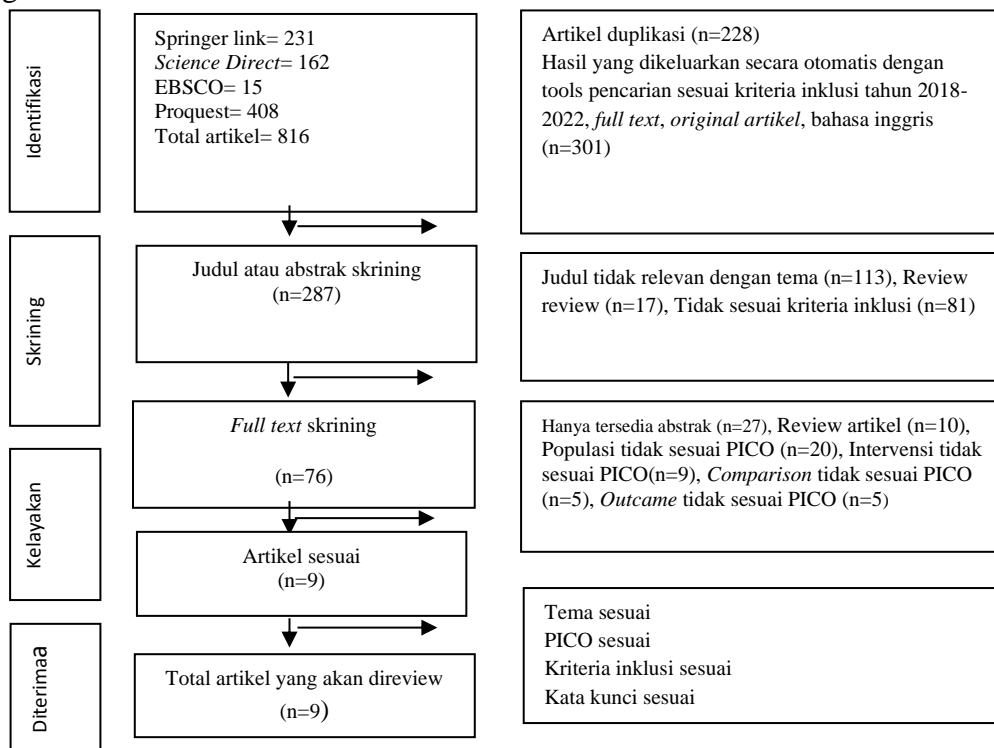 Identifikasi
Springer link= 231
Science Direct= 162
EBSCO= 15
Proquest= 408
Total artikel= 816
Artikel duplikasi (n=228)
Hasil yang dikeluarkan secara otomatis dengan
tools pencarian sesuai kriteria inklusi tahun 2018-
2022, full text, original artikel, bahasa inggris
(n=301)
Skrining
Judul atau abstrak skrining
(n=287)
Judul tidak relevan dengan tema (n=113), Review
review (n=17), Tidak sesuai kriteria inklusi (n=81)
Full text skrining
(n=76)
Hanya tersedia abstrak (n=27), Review artikel (n=10),
Populasi tidak sesuai PICO (n=20), Intervensi tidak
sesuai PICO(n=9), Comparison tidak sesuai PICO
(n=5), Outcame tidak sesuai PICO (n=5)
Kelayakan
Artikel sesuai
(n=9)
Diterimaa
Total artikel yang akan direview
(n=9)
Tema sesuai
PICO sesuai
Kriteria inklusi sesuai
Kata kunci sesuai